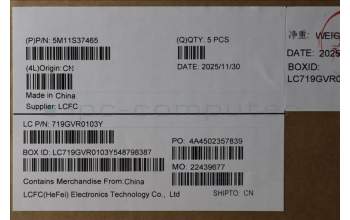 (P)P/N: 5M11S37465
(Q)QTY: 5 PCS
(4L)Origin: CN
DATE: 2025/11/30
Made in China
Supplier: LCFC
净重: WEIG
DATE: 2025
BOXID:
LC719GVR0
LC P/N: 719GVR0103Y
PO: 4A4502357839
BOX ID: LC719GVR0103Y548798387
MO: 22439677
Contains Merchandise From:China
LCFC(HeFei) Electronics Technology Co., Ltd
SHIPTO: CN